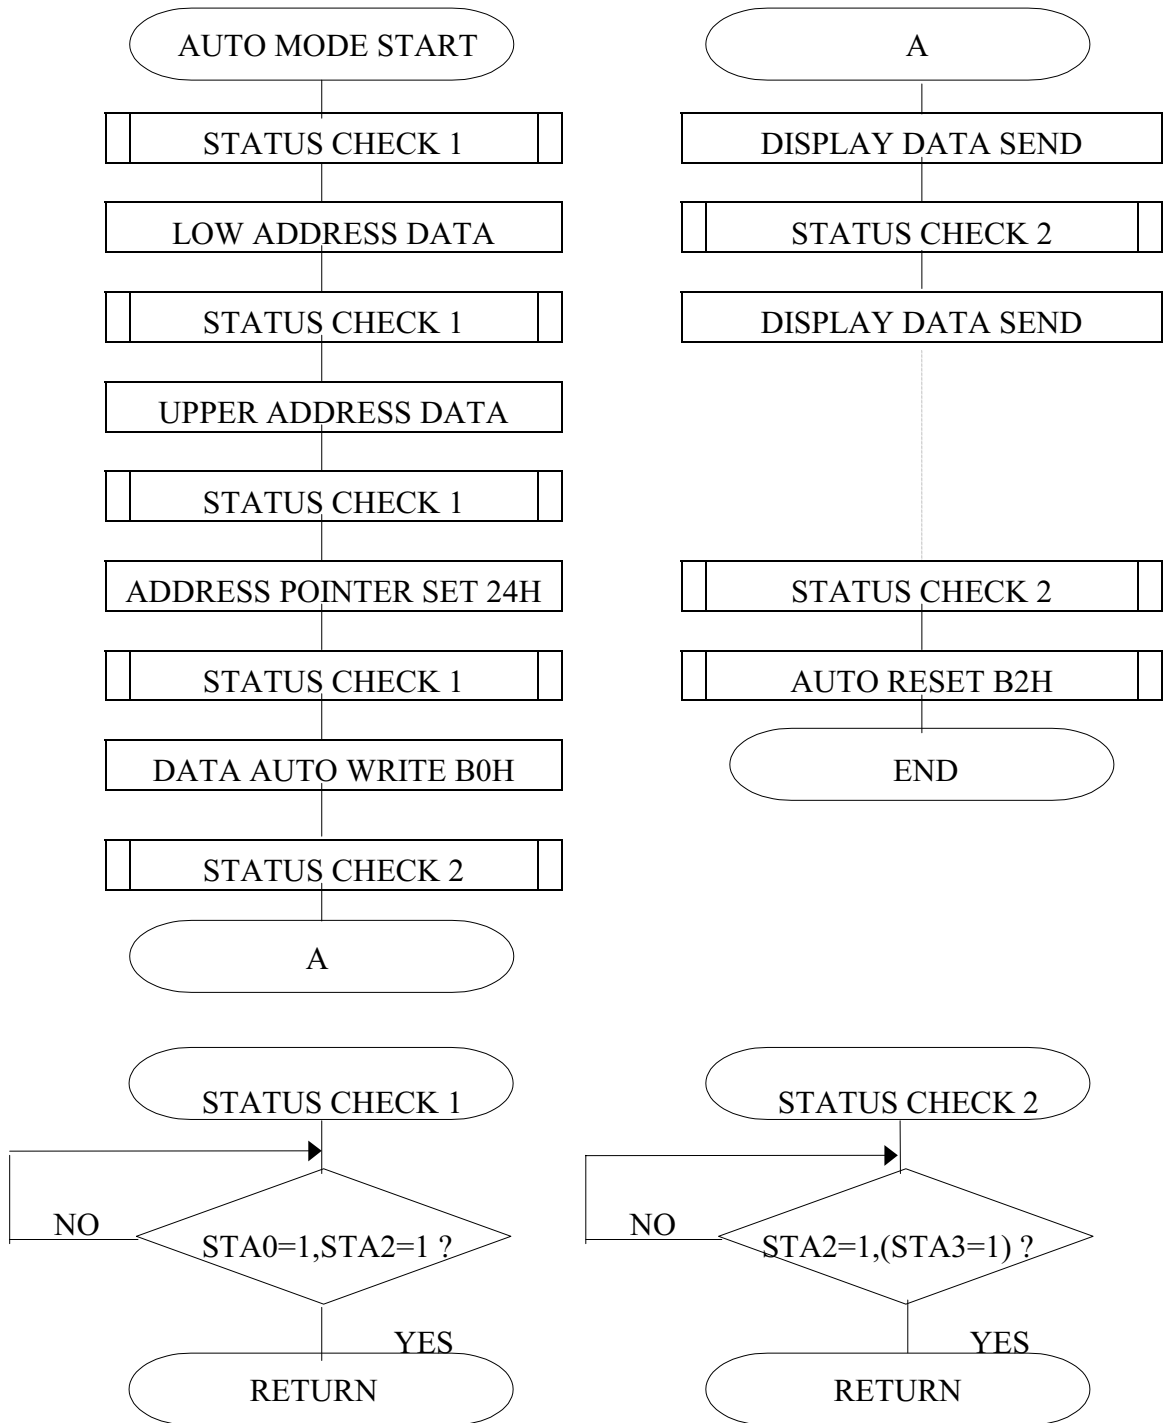 AUTO MODE START
STATUS CHECK 1
LOW ADDRESS DATA
STATUS CHECK 1
UPPER ADDRESS DATA
STATUS CHECK 1
ADDRESS POINTER SET 24H
STATUS CHECK 1
DATA AUTO WRITE B0H
STATUS CHECK 2
A
A
DISPLAY DATA SEND
STATUS CHECK 2
DISPLAY DATA SEND
STATUS CHECK 2
AUTO RESET B2H
END
STATUS CHECK 1
NO
STA0=1,STA2=1 ?
YES
RETURN
STATUS CHECK 2
NO
STA2=1,(STA3=1) ?
YES
RETURN